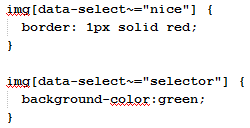 img[data-select~="nice"] {
  border: 1px solid red;
}

img[data-select~="selector"] {
  background-color:green;
}